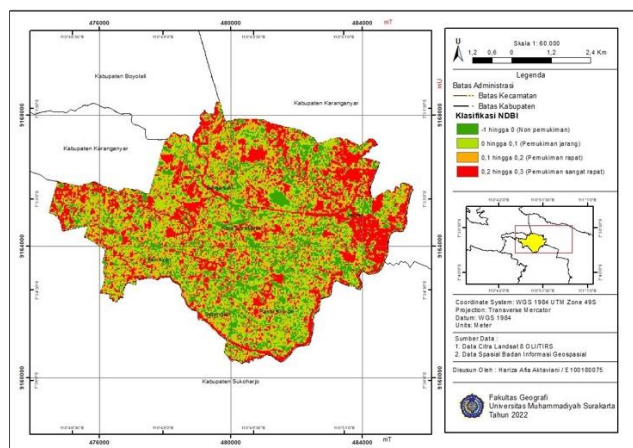 476000
480000
484000
mT
Kabupaten Boyolali
Kabupaten Karanganyar
Kabupaten Karanganyar
mU
9168000
9168000
9164000
9164000
9160000
9160000
Kabupaten Sukoharjo
476000
480000
484000
mT
U
Skala 1: 60.000
1,2 0,6 0 1,2 2,4 Km
Legenda
Batas Administrasi
Batas Kecamatan
Batas Kabupaten
Klasifikasi NDBI
-1 hingga 0 (Non pemukiman)
0 hingga 0,1 (Pemukiman jarang)
0,1 hingga 0,2 (Pemukiman rapat)
0,2 hingga 0,3 (Pemukiman sangat rapat)
Coordinate System: WGS 1984 UTM Zone 49S
Projection: Transverse Mercator
Datum: WGS 1984
Units: Meter
Sumber Data :
1. Data Citra Landsat 8 OLI/TIRS
2. Data Spasial Badan Informasi Geospasial
Disusun Oleh : Hariza Afia Aktaviani / E100180075
Fakultas Geografi
Universitas Muhammadiyah Surakarta
Tahun 2022